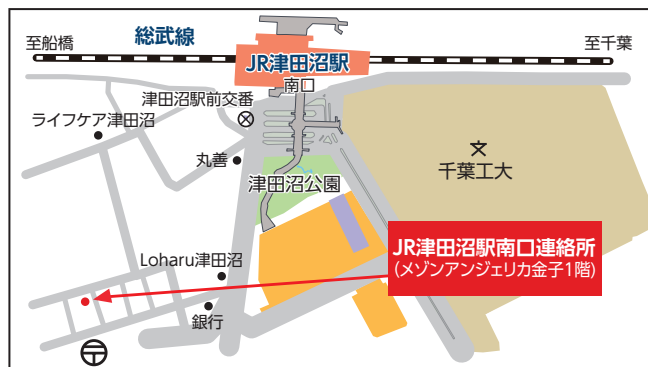 総武線
至船橋
至千葉
JR津田沼駅
南口
津田沼駅前交番
ライフケア津田沼
丸善
千葉工大
津田沼公園
JR津田沼駅南口連絡所
(メゾンアンジェリカ金子1階)
Loharu津田沼
銀行